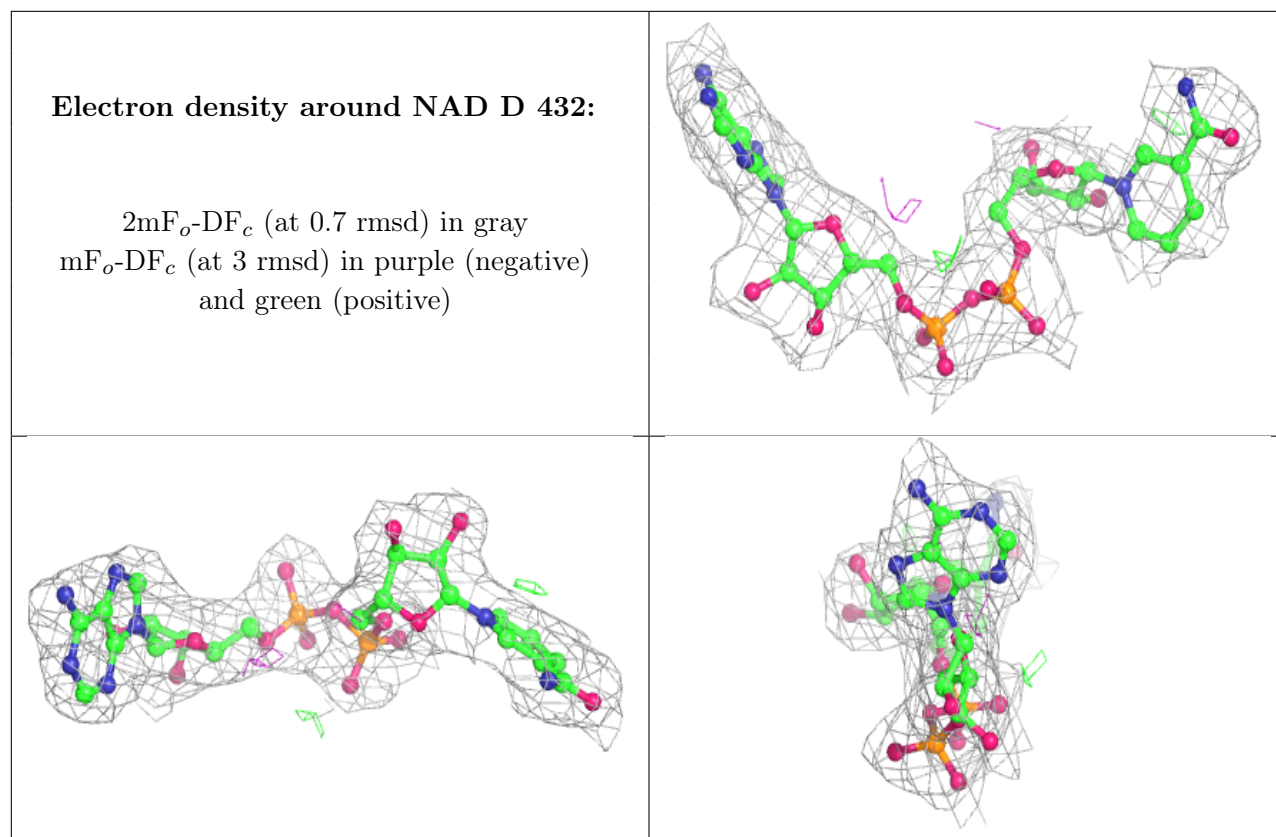 Electron density around NAD D 432:
2mFo-DFc (at 0.7 rmsd) in gray
mFo-DFc (at 3 rmsd) in purple (negative)
and green (positive)